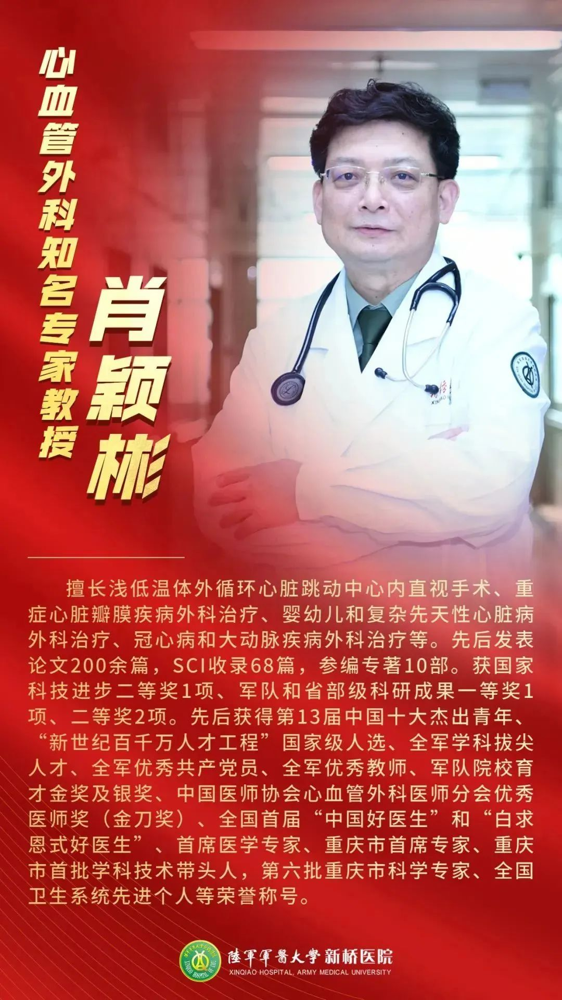 心血管外科知名专家教授
肖颖彬
擅长浅低温体外循环心脏跳动中心内直视手术、重
症心脏瓣膜疾病外科治疗、婴幼儿和复杂先天性心脏病
外科治疗、冠心病和大动脉疾病外科治疗等。先后发表
论文200余篇，SCI收录68篇，参编专著10部。获国家
科技进步二等奖1项、军队和省部级科研成果一等奖1
项、二等奖2项。先后获得第13届中国十大杰出青年、
“新世纪百千万人才工程”国家级人选、全军学科拔尖
人才、全军优秀共产党员、全军优秀教师、军队院校育
才金奖及银奖、中国医师协会心血管外科医师分会优秀
医师奖（金刀奖）、全国首届“中国好医生”和“白求
恩式好医生”、首席医学专家、重庆市首席专家、重庆
市首批学科技术带头人，第六批重庆市科学专家、全国
卫生系统先进个人等荣誉称号。
陸軍軍醫大學新桥医院
XINQIAO HOSPITAL, ARMY MEDICAL UNIVERSITY